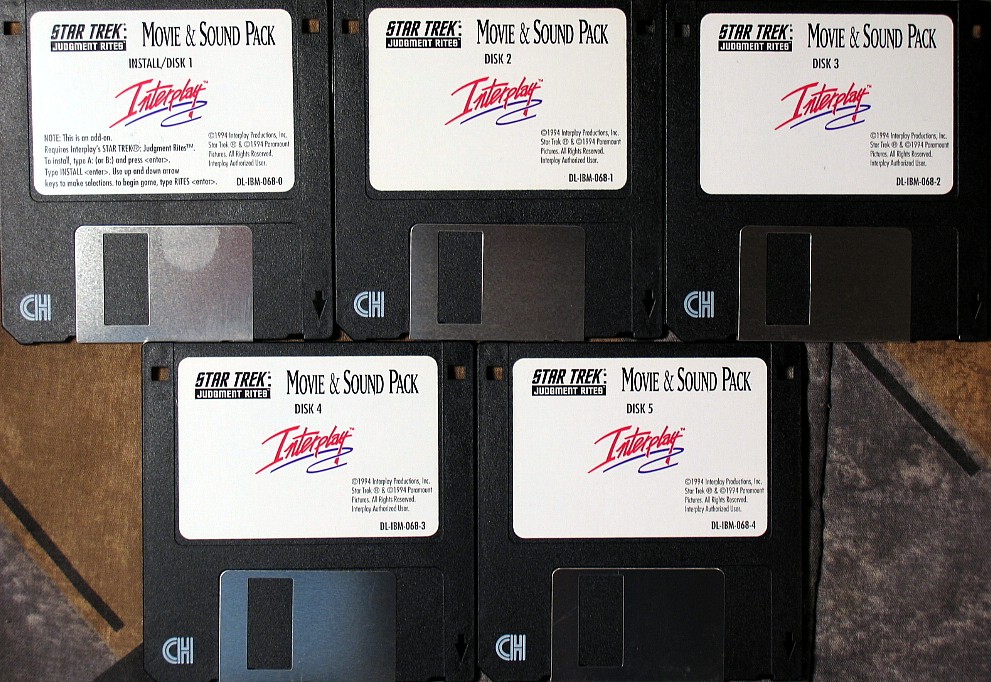 STAR TREK:
JUDGMENT RITES™
MOVIE & SOUND PACK
INSTALL/DISK 1
Interplay™
NOTE: This is an add-on.
Requires Interplay's STAR TREK®: Judgment Rites™.
To install, type A: (or B:) and press <enter>.
Type INSTALL <enter>. Use up and down arrow
keys to make selections. to begin game, type RITES <enter>.
©1994 Interplay Productions, Inc.
Star Trek ® & ©1994 Paramount
Pictures. All Rights Reserved.
Interplay Authorized User.
DL-IBM-068-0
CH
STAR TREK:
JUDGMENT RITES™
MOVIE & SOUND PACK
DISK 2
Interplay™
©1994 Interplay Productions, Inc.
Star Trek ® & ©1994 Paramount
Pictures. All Rights Reserved.
Interplay Authorized User.
DL-IBM-068-1
CH
STAR TREK:
JUDGMENT RITES™
MOVIE & SOUND PACK
DISK 3
Interplay™
©1994 Interplay Productions, Inc.
Star Trek ® & ©1994 Paramount
Pictures. All Rights Reserved.
Interplay Authorized User.
DL-IBM-068-2
CH
STAR TREK:
JUDGMENT RITES™
MOVIE & SOUND PACK
DISK 4
Interplay™
©1994 Interplay Productions, Inc.
Star Trek ® & ©1994 Paramount
Pictures. All Rights Reserved.
Interplay Authorized User.
DL-IBM-068-3
CH
STAR TREK:
JUDGMENT RITES™
MOVIE & SOUND PACK
DISK 5
Interplay™
©1994 Interplay Productions, Inc.
Star Trek ® & ©1994 Paramount
Pictures. All Rights Reserved.
Interplay Authorized User.
DL-IBM-068-4
CH